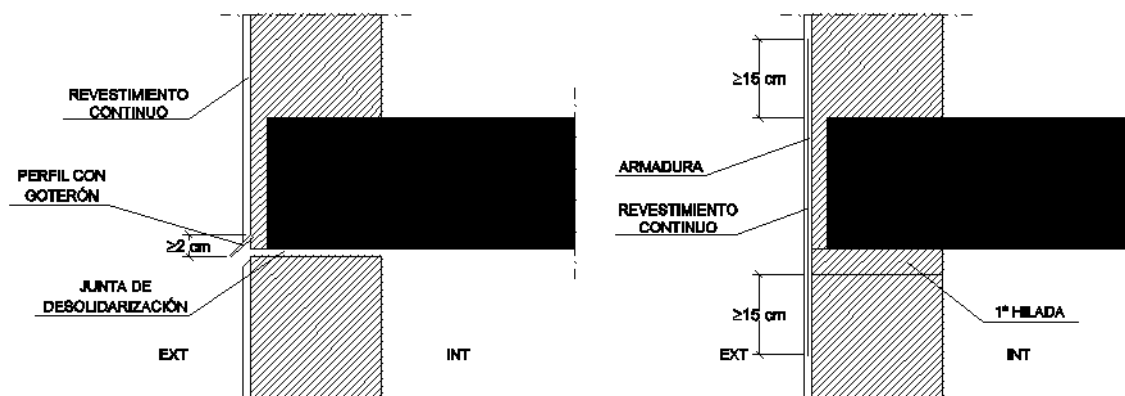 REVESTIMIENTO
CONTINUO
PERFIL CON
GOTERÓN
≥2 cm
JUNTA DE
DESOLIDARIZACIÓN
EXT
INT
≥15 cm
ARMADURA
REVESTIMIENTO
CONTINUO
≥15 cm
1ª HILADA
EXT
INT